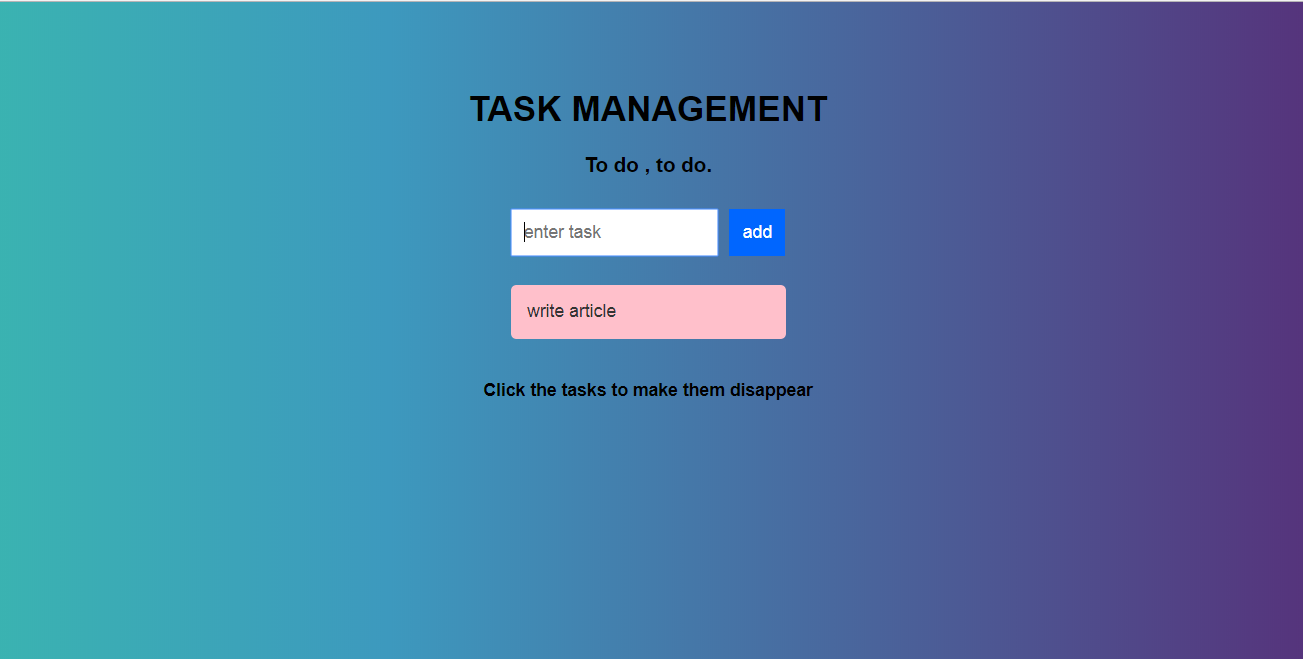 TASK MANAGEMENT
To do , to do.
enter task add
write article
Click the tasks to make them disappear